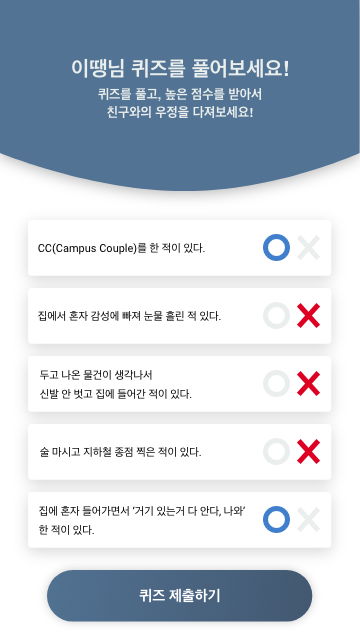 이땡님 퀴즈를 풀어보세요!
퀴즈를 풀고, 높은 점수를 받아서
친구와의 우정을 다져보세요!
CC(Campus Couple)를 한 적이 있다.
집에서 혼자 감성에 빠져 눈물 흘린 적 있다.
두고 나온 물건이 생각나서
신발 안 벗고 집에 들어간 적이 있다.
술 마시고 지하철 종점 찍은 적이 있다.
집에 혼자 들어가면서 '거기 있는거 다 안다, 나와'
한 적이 있다.
퀴즈 제출하기